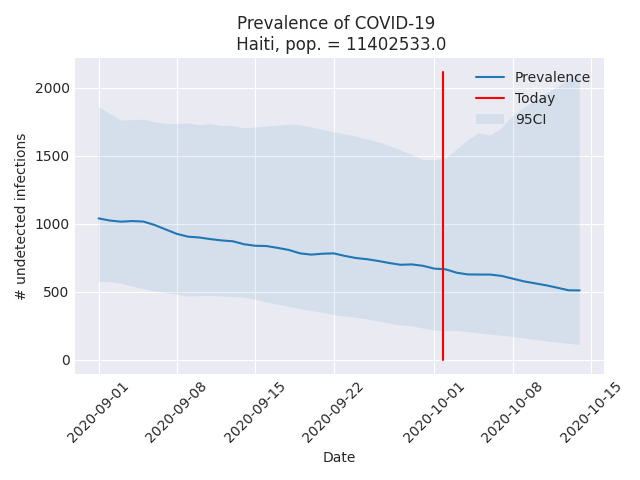 Prevalence of COVID-19
Haiti, pop. = 11402533.0
Prevalence
Today
95CI
# undetected infections
2000
1500
1000
500
0
2020-09-01
2020-09-08
2020-09-15
2020-09-22
2020-10-01
2020-10-08
2020-10-15
Date